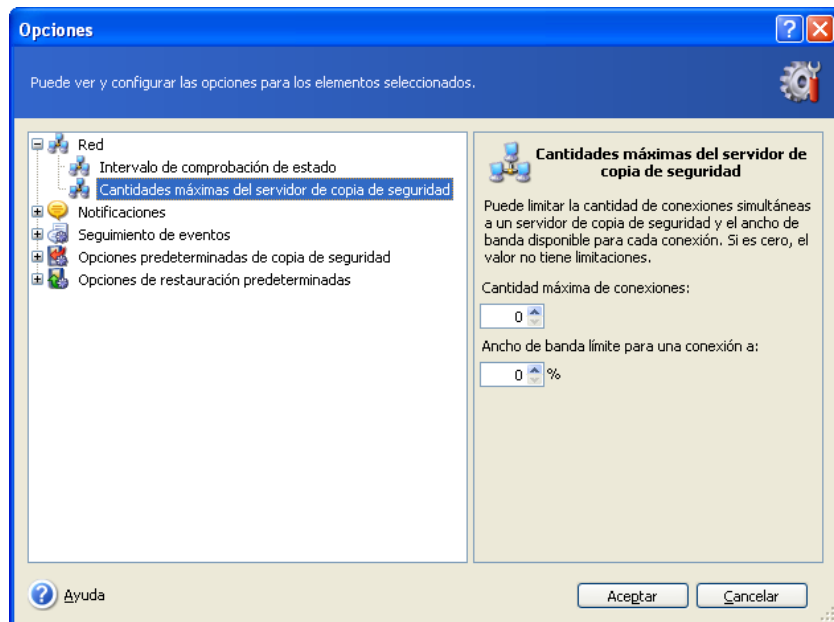 Opciones
Puede ver y configurar las opciones para los elementos seleccionados.
Red
Intervalo de comprobación de estado
Cantidades máximas del servidor de copia de seguridad
Notificaciones
Seguimiento de eventos
Opciones predeterminadas de copia de seguridad
Opciones de restauración predeterminadas
Cantidades máximas del servidor de
copia de seguridad
Puede limitar la cantidad de conexiones simultáneas
a un servidor de copia de seguridad y el ancho de
banda disponible para cada conexión. Si es cero, el
valor no tiene limitaciones.
Cantidad máxima de conexiones:
0
Ancho de banda límite para una conexión a:
0 %
Ayuda
Aceptar
Cancelar